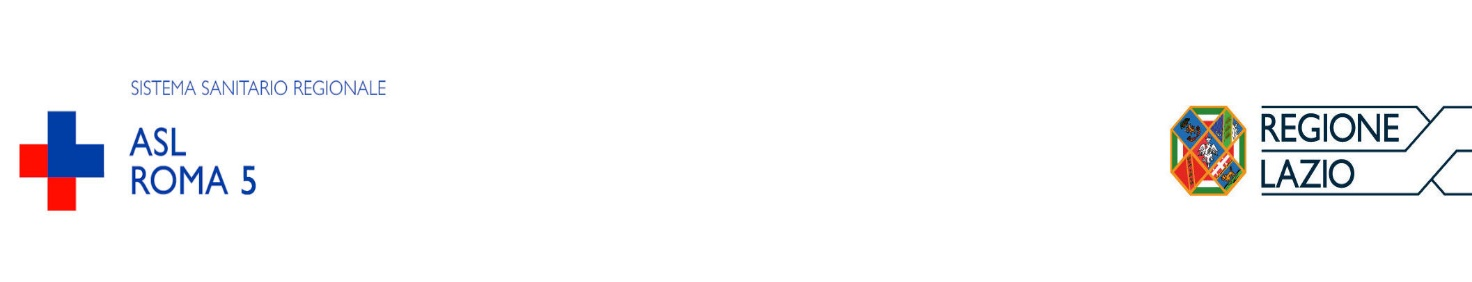 SISTEMA SANITARIO REGIONALE
ASL
ROMA 5
REGIONE
LAZIO